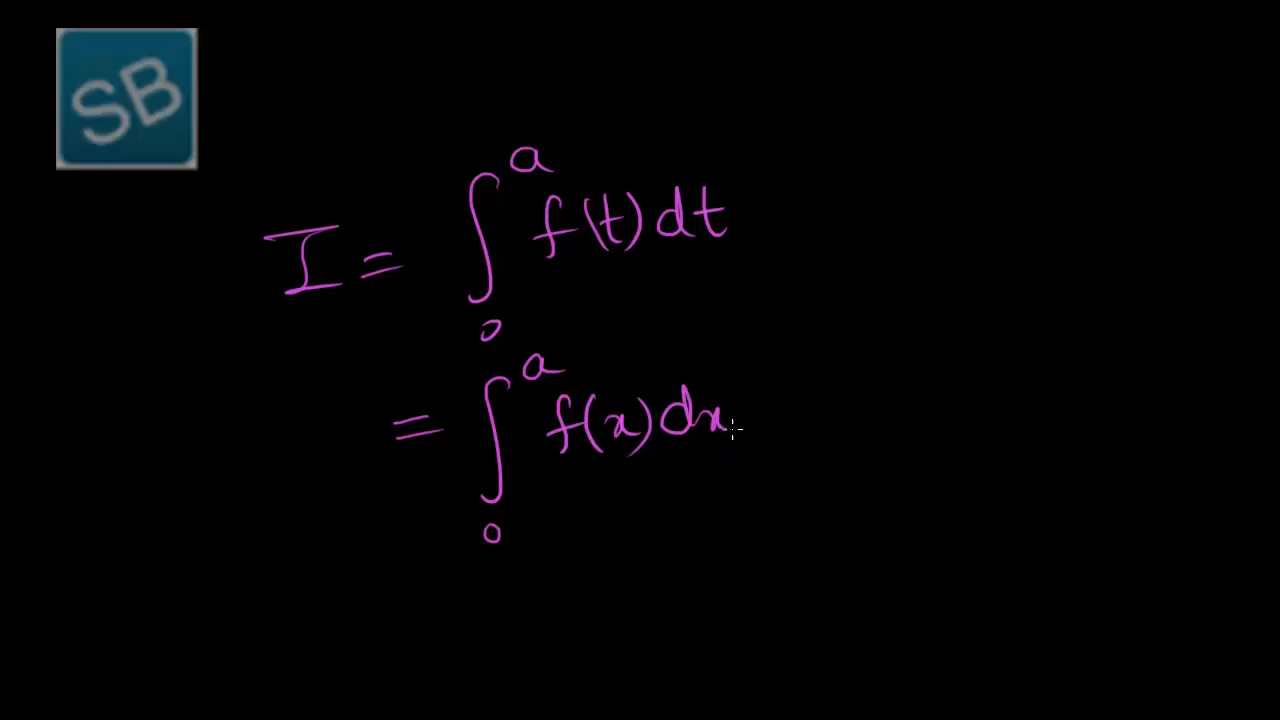 SB
I = ∫₀ᵃ f(t) dt
= ∫₀ᵃ f(x) dx